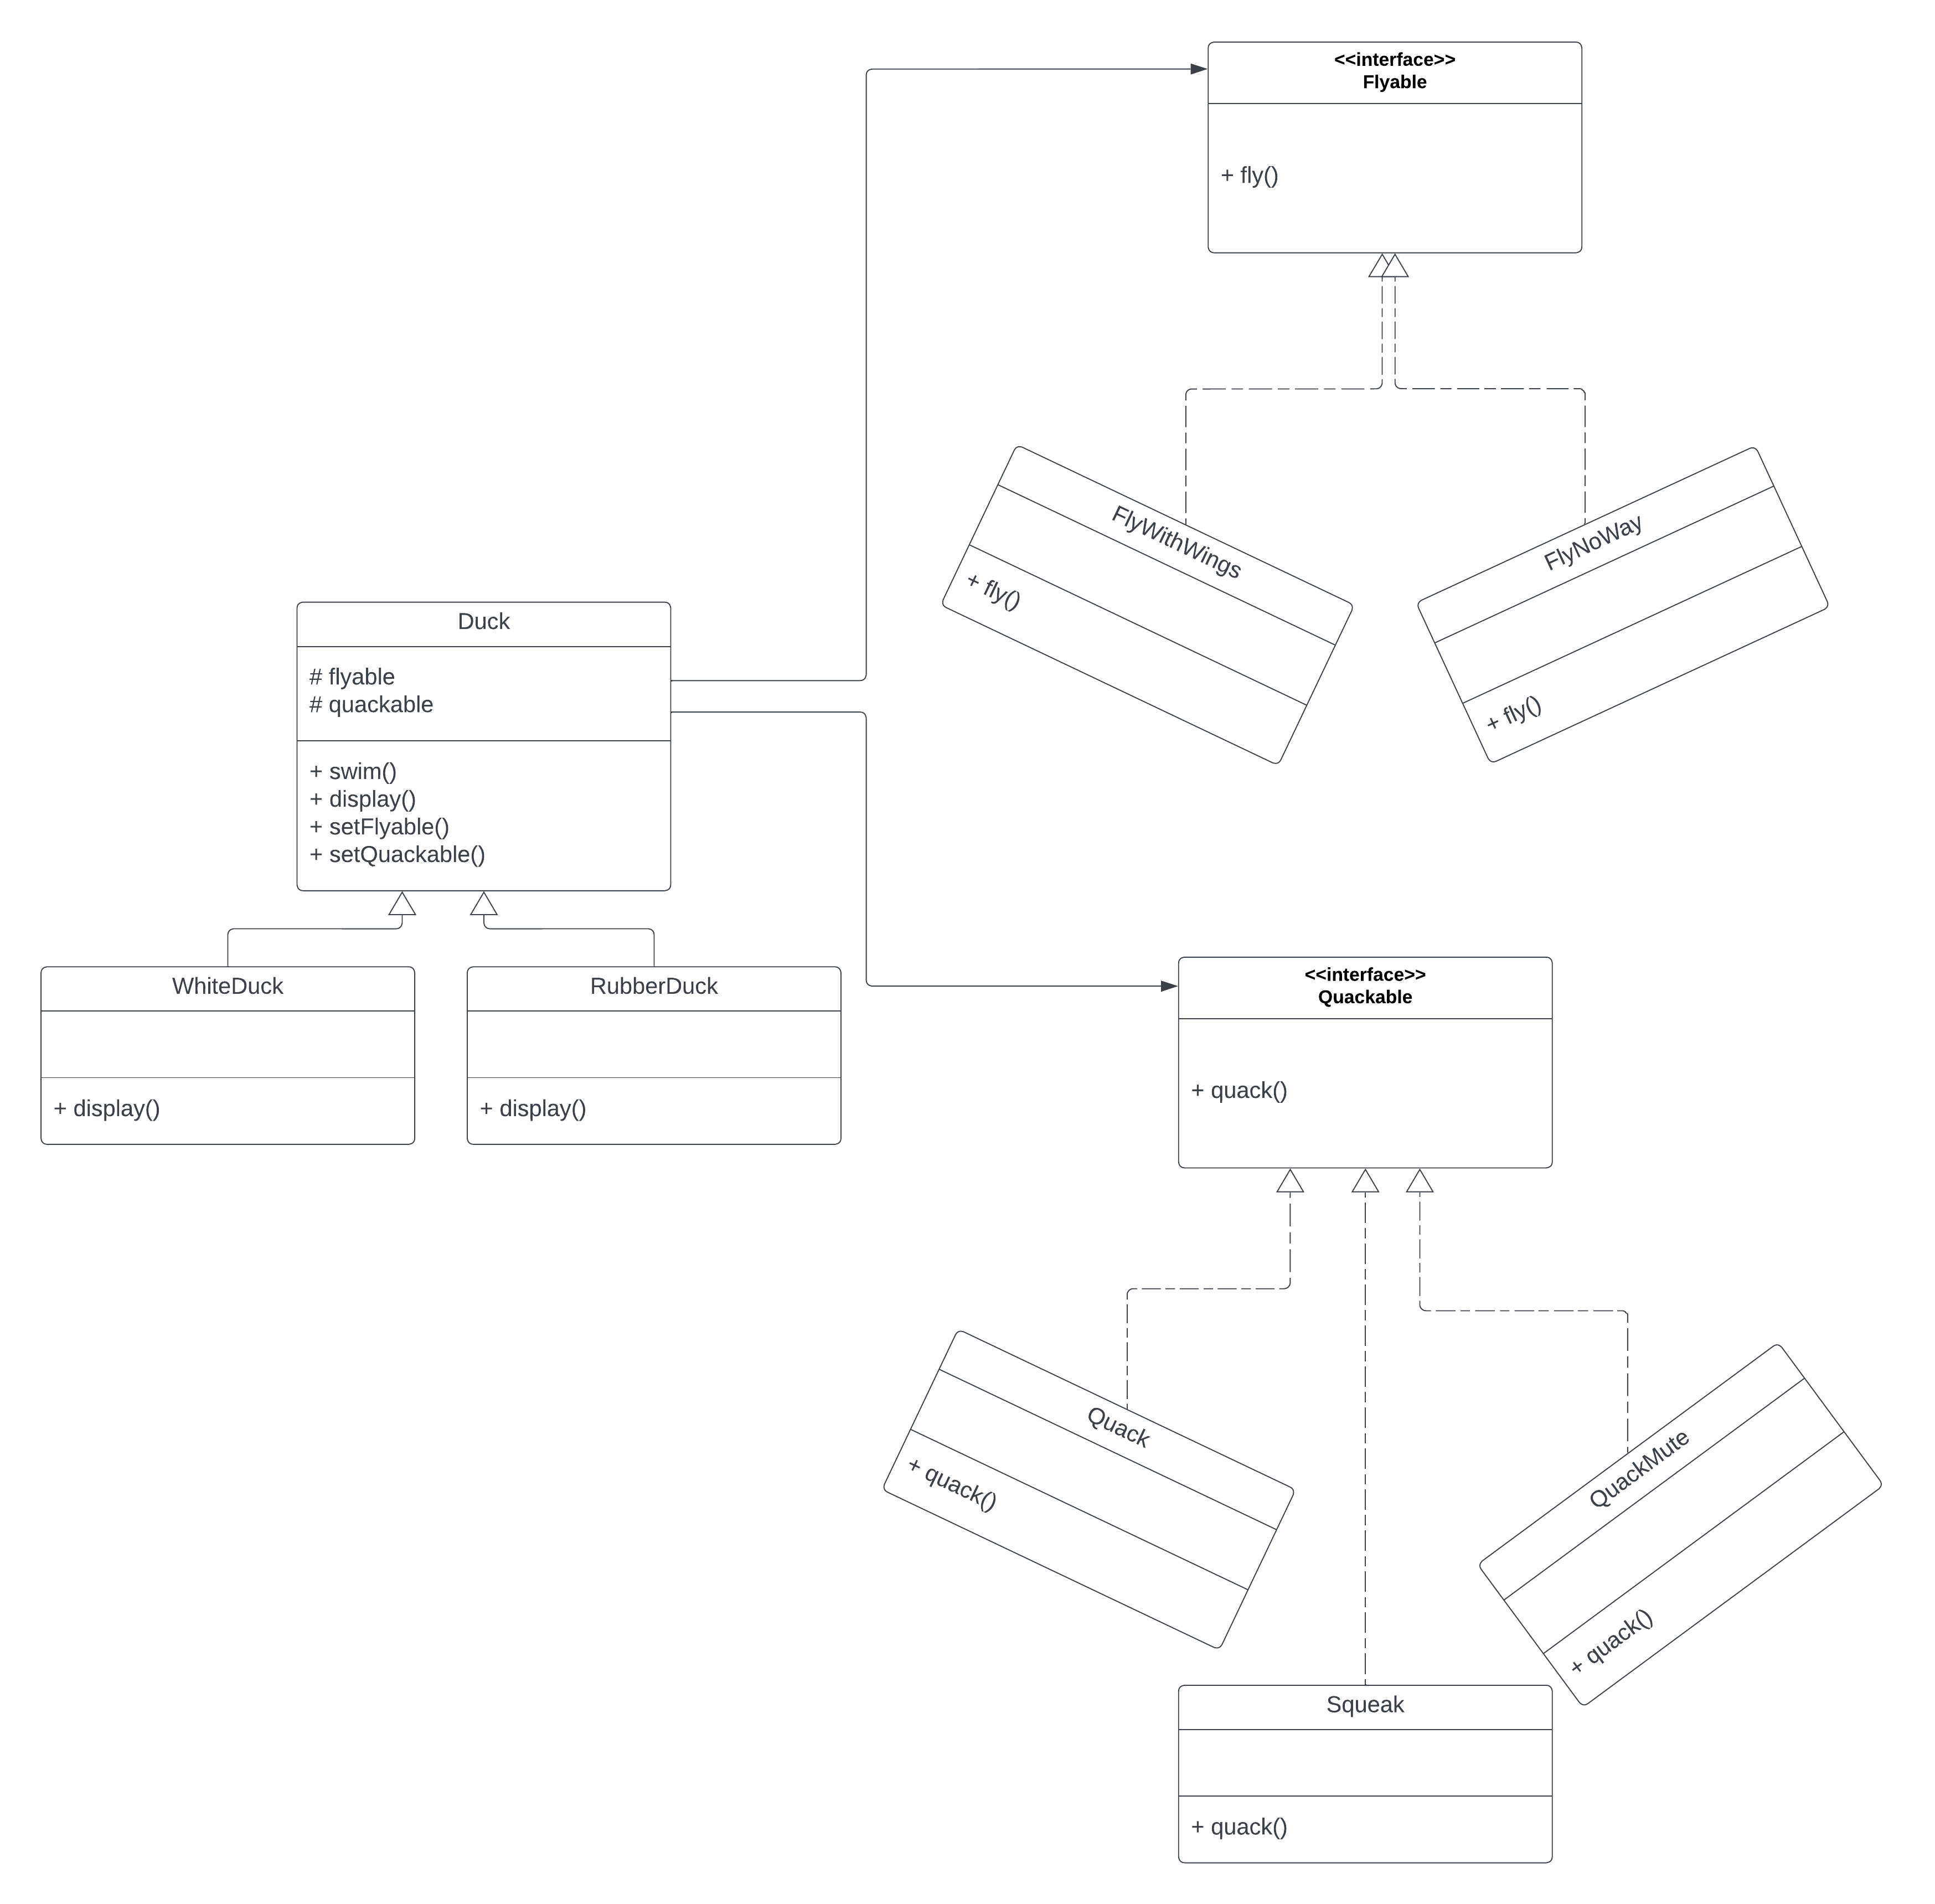 <<interface>>
Flyable
+ fly()
FlyWithWings
+ fly()
FlyNoWay
+ fly()
Duck
# flyable
# quackable
+ swim()
+ display()
+ setFlyable()
+ setQuackable()
WhiteDuck
+ display()
RubberDuck
+ display()
<<interface>>
Quackable
+ quack()
Quack
+ quack()
QuackMute
+ quack()
Squeak
+ quack()